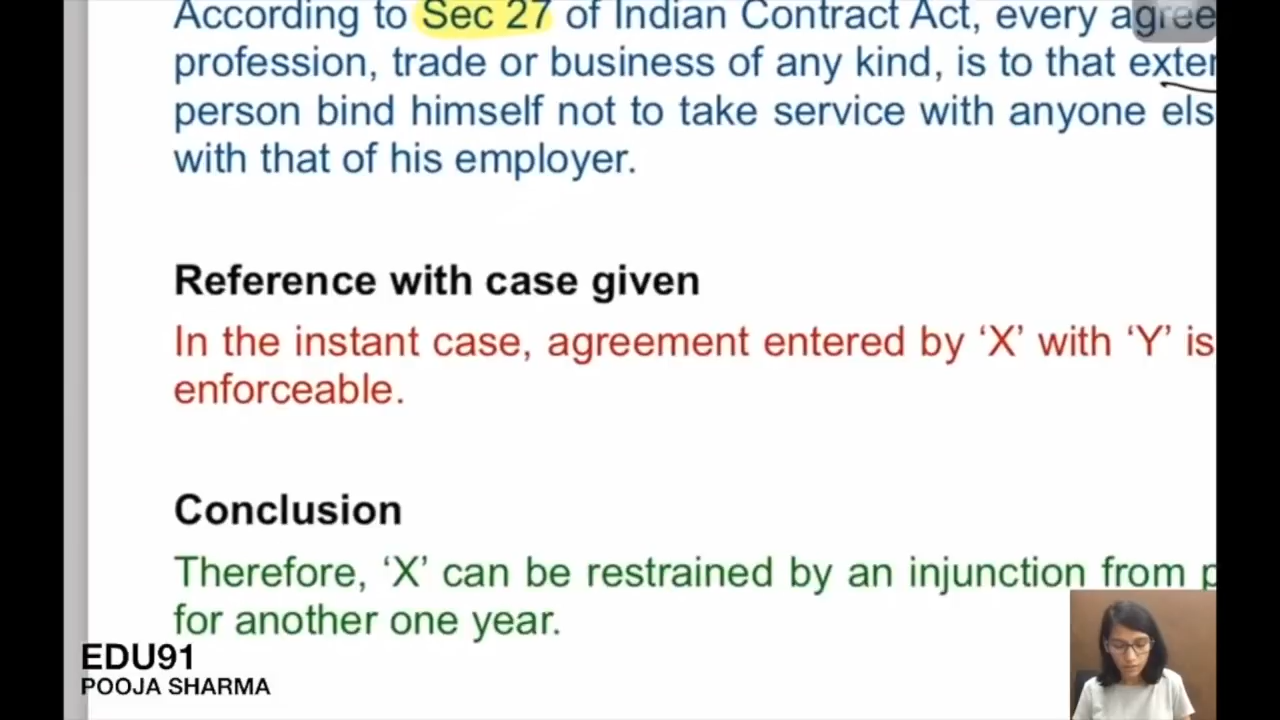 According to Sec 27 of Indian Contract Act, every agree
profession, trade or business of any kind, is to that exter
person bind himself not to take service with anyone els
with that of his employer.
Reference with case given
In the instant case, agreement entered by ‘X’ with ‘Y’ is
enforceable.
Conclusion
Therefore, ‘X’ can be restrained by an injunction from p
for another one year.
EDU91
POOJA SHARMA